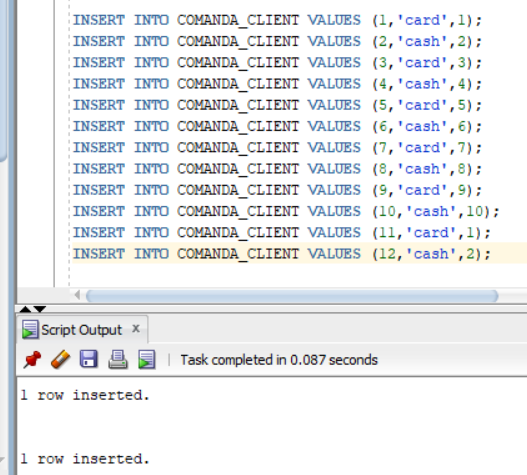 INSERT INTO COMANDA_CLIENT VALUES (1,'card',1);
INSERT INTO COMANDA_CLIENT VALUES (2,'cash',2);
INSERT INTO COMANDA_CLIENT VALUES (3,'card',3);
INSERT INTO COMANDA_CLIENT VALUES (4,'cash',4);
INSERT INTO COMANDA_CLIENT VALUES (5,'card',5);
INSERT INTO COMANDA_CLIENT VALUES (6,'cash',6);
INSERT INTO COMANDA_CLIENT VALUES (7,'card',7);
INSERT INTO COMANDA_CLIENT VALUES (8,'cash',8);
INSERT INTO COMANDA_CLIENT VALUES (9,'card',9);
INSERT INTO COMANDA_CLIENT VALUES (10,'cash',10);
INSERT INTO COMANDA_CLIENT VALUES (11,'card',1);
INSERT INTO COMANDA_CLIENT VALUES (12,'cash',2);
Script Output x
Task completed in 0.087 seconds
1 row inserted.
1 row inserted.